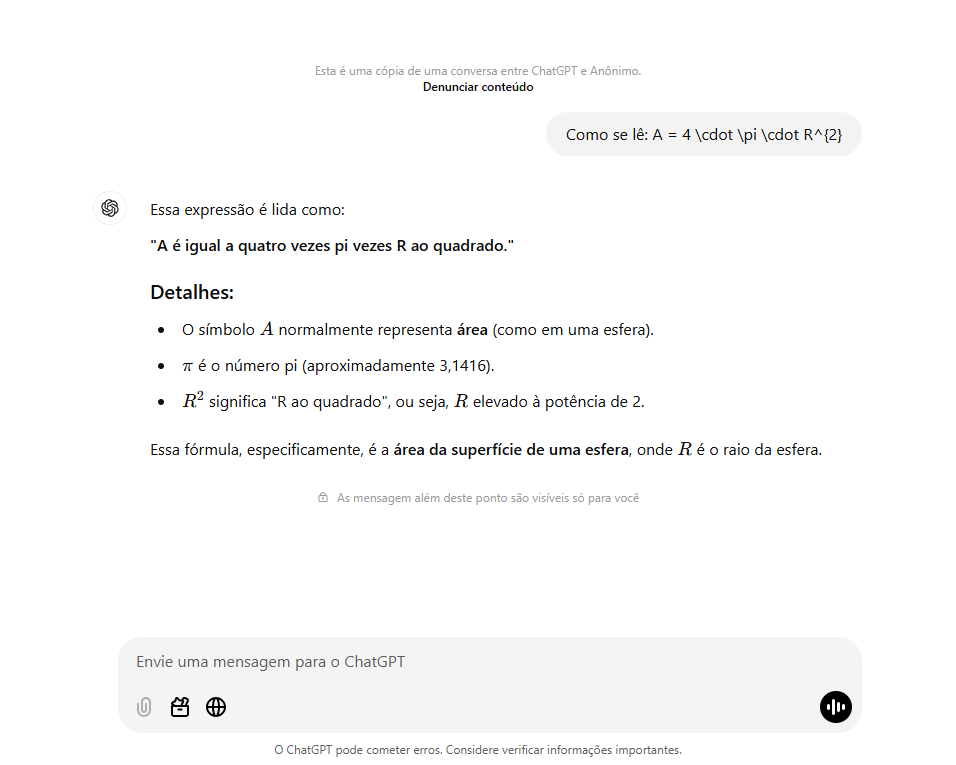 Esta é uma cópia de uma conversa entre ChatGPT e Anônimo.
Denunciar conteúdo
Como se lê: A = 4 \cdot \pi \cdot R^{2}
Essa expressão é lida como:
"A é igual a quatro vezes pi vezes R ao quadrado."
Detalhes:
• O símbolo A normalmente representa área (como em uma esfera).
• π é o número pi (aproximadamente 3,1416).
• R² significa "R ao quadrado", ou seja, R elevado à potência de 2.
Essa fórmula, especificamente, é a área da superfície de uma esfera, onde R é o raio da esfera.
As mensagem além deste ponto são visíveis só para você
Envie uma mensagem para o ChatGPT
O ChatGPT pode cometer erros. Considere verificar informações importantes.